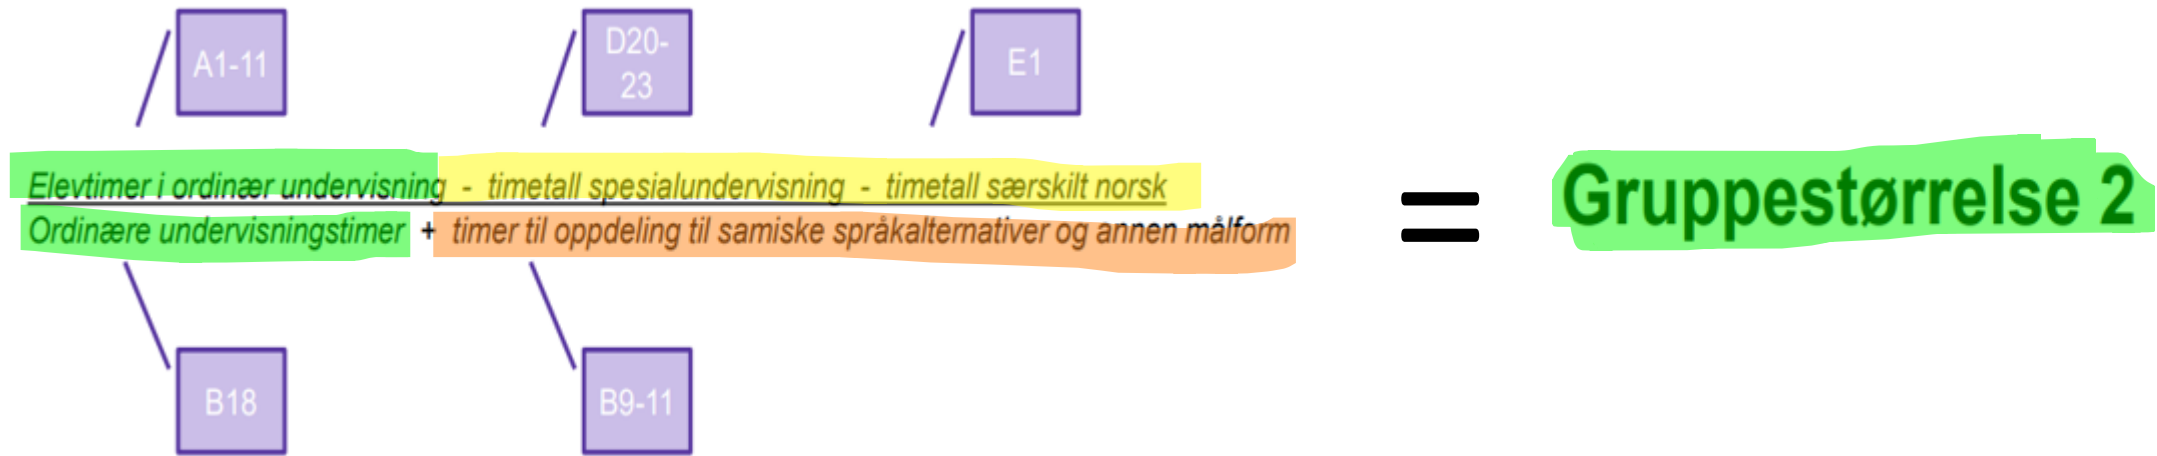 A1-11
D20-
23
E1
Elevtimer i ordinær undervisning - timetall spesialundervisning - timetall særskilt norsk
Ordinære undervisningstimer + timer til oppdeling til samiske språkalternativer og annen målform
= Gruppestørrelse 2
B18
B9-11